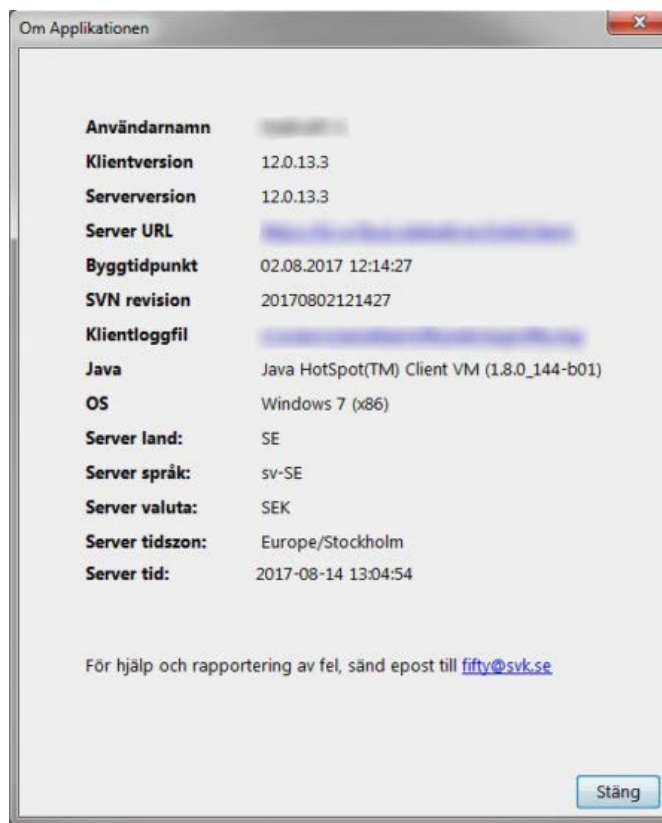 Om Applikationen
Användarnamn
Klientversion 12.0.13.3
Serverversion 12.0.13.3
Server URL
Byggtidpunkt 02.08.2017 12:14:27
SVN revision 20170802121427
Klientloggfil
Java Java HotSpot(TM) Client VM (1.8.0_144-b01)
OS Windows 7 (x86)
Server land: SE
Server språk: sv-SE
Server valuta: SEK
Server tidszon: Europe/Stockholm
Server tid: 2017-08-14 13:04:54
För hjälp och rapportering av fel, sänd epost till fifty@svk.se
Stäng